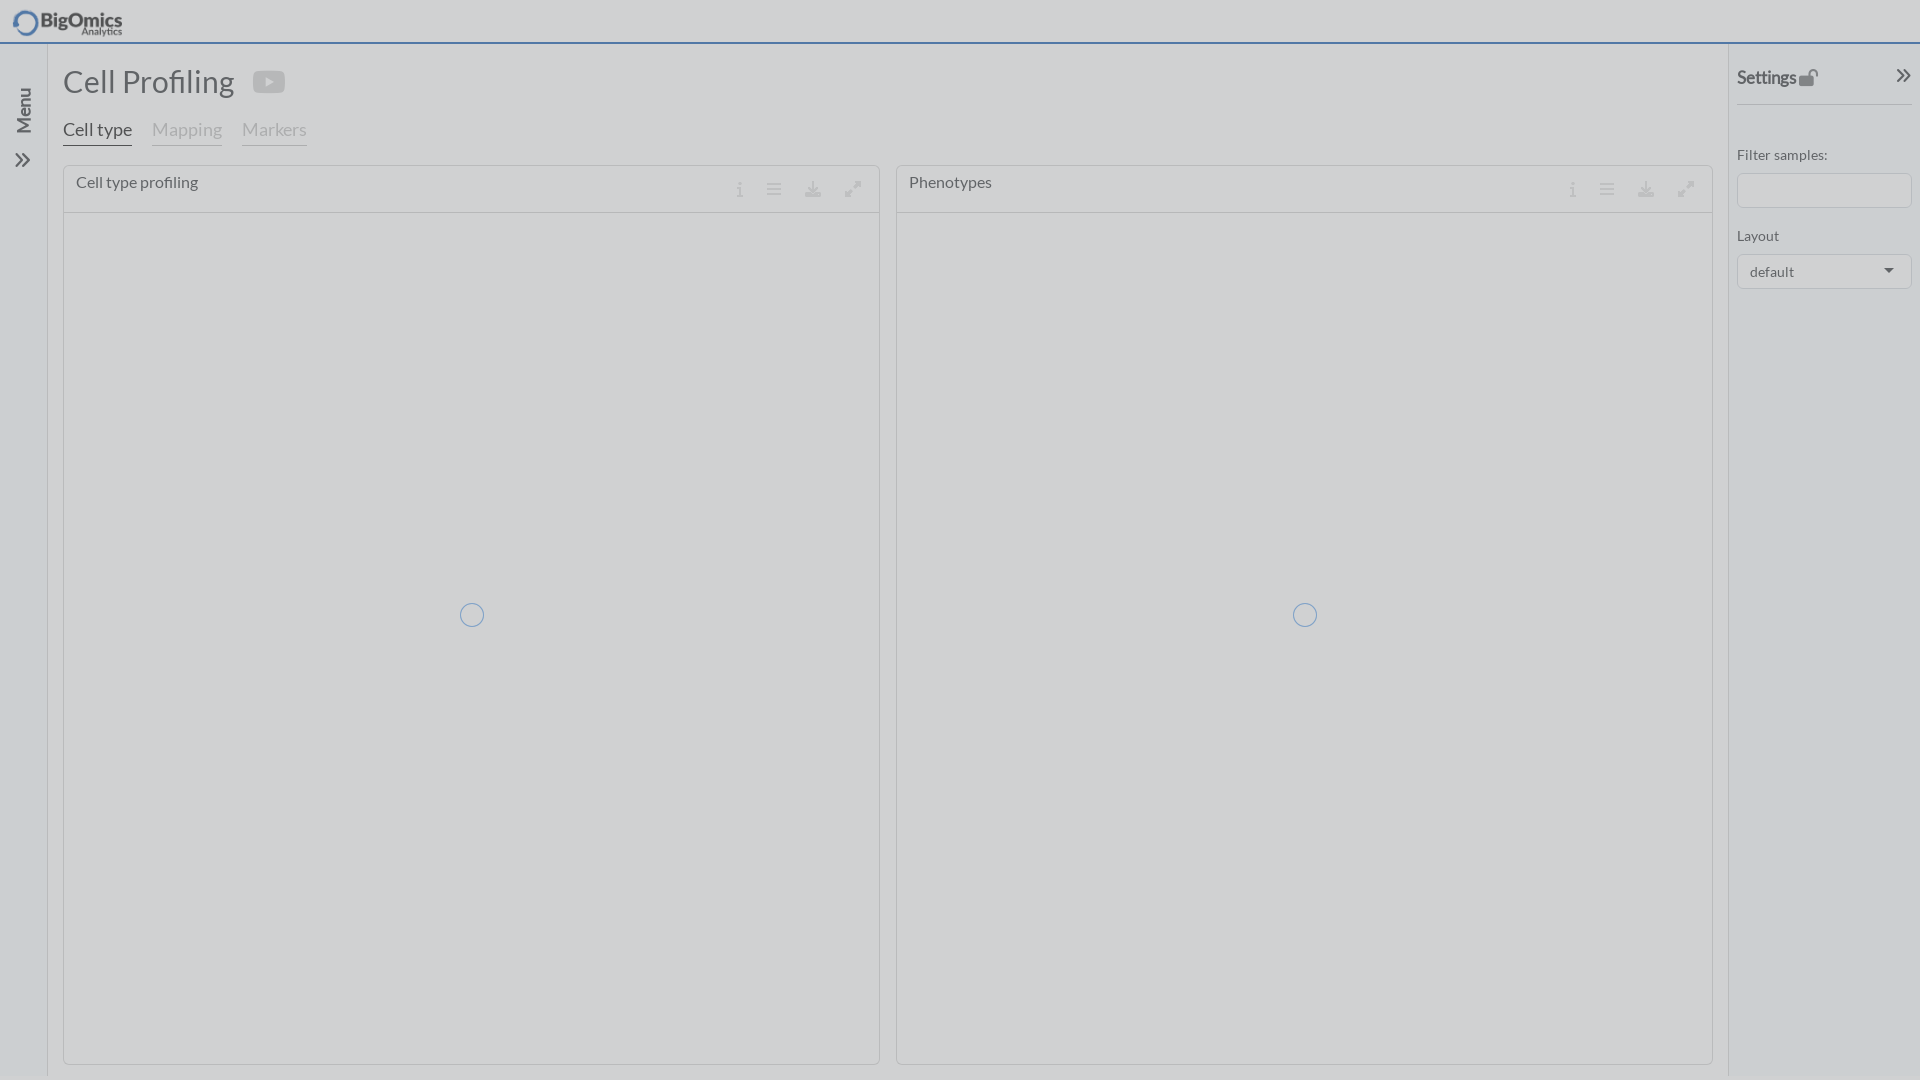 BigOmics
Analytics
Menu
Cell Profiling
Cell type Mapping Markers
Cell type profiling
Phenotypes
Settings
Filter samples:
Layout
default